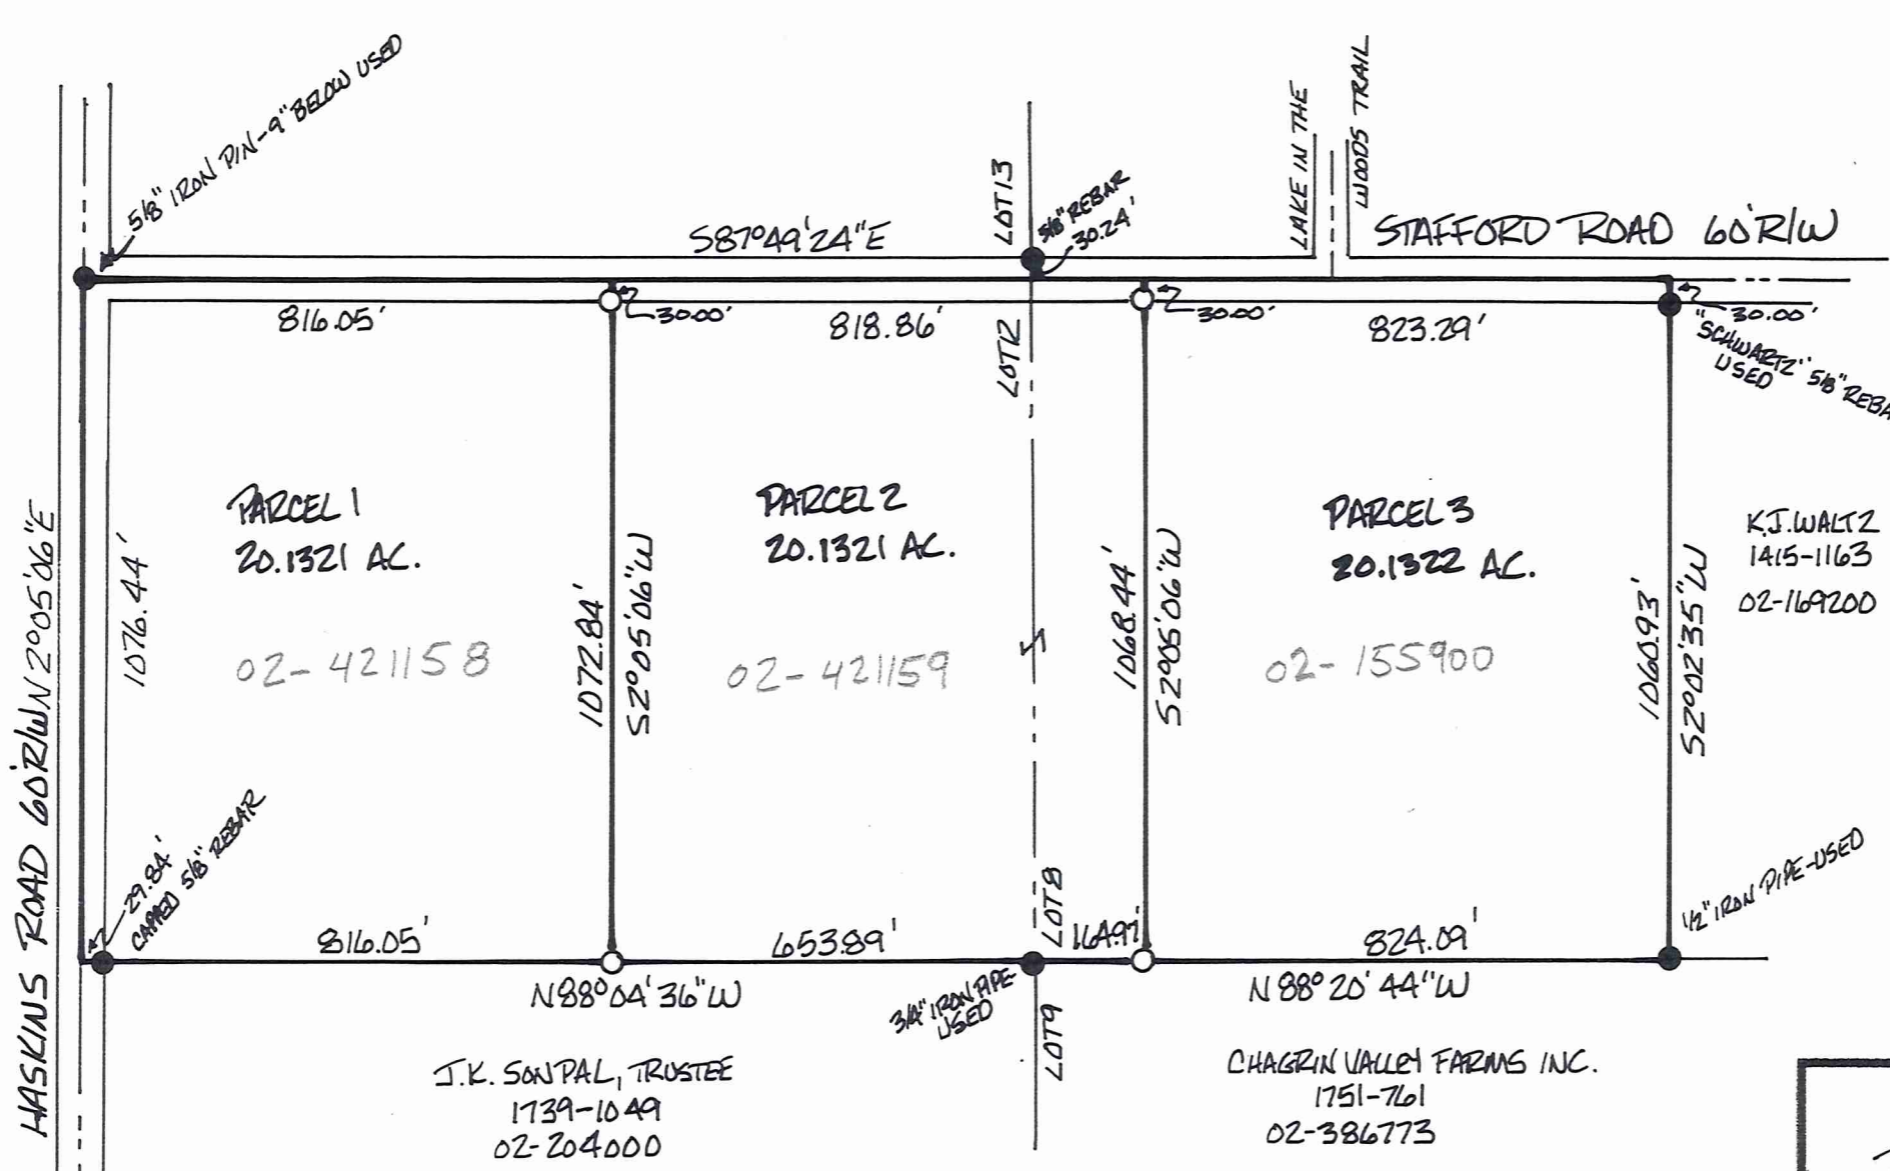 5/8" IRON PIN-9" BELOW USED
LOT 13
5/8" REBAR
30.24'
LAKE IN THE
WOODS TRAIL
S87°49'24"E
STAFFORD ROAD 60'R/W
816.05'
30.00'
818.86'
LOT 12
30.00'
823.29'
30.00'
"SCHWARTZ" 5/8" REBA
USED
HASKINS ROAD 60'R/W N2°05'06"E
1076.44'
PARCEL 1
20.1321 AC.
02-421158
1072.84'
S2°05'06"W
PARCEL 2
20.1321 AC.
02-421159
1068.44'
S2°05'06"W
PARCEL 3
20.1322 AC.
02-155900
1060.93'
S2°02'35"W
K.J. WALTZ
1415-1163
02-169200
29.84'
CAPPED 5/8" REBAR
816.05'
653.89'
LOT 8
164.97'
824.09'
1/2" IRON PIPE-USED
N88°04'36"W
3/4" IRON PIPE-
USED
LOT 9
N88°20'44"W
J.K. SONPAL, TRUSTEE
1739-1049
02-204000
CHAGRIN VALLEY FARMS INC.
1751-761
02-386773